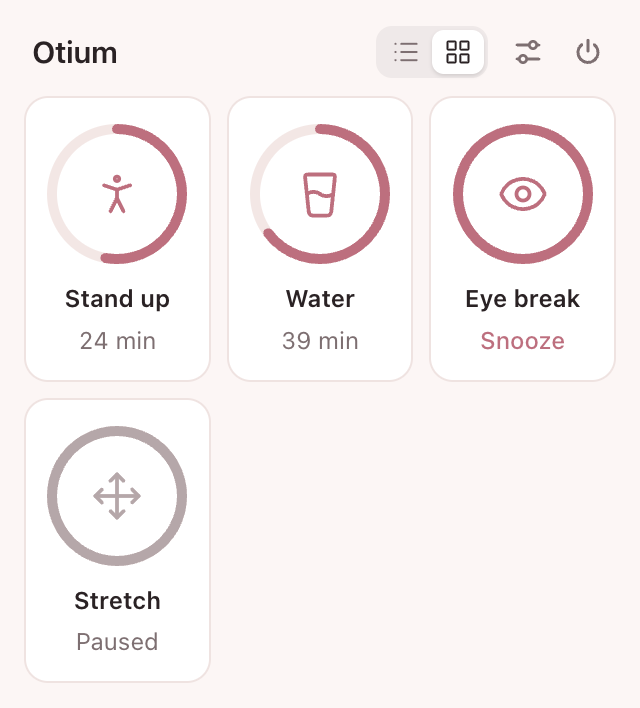 Otium
Stand up
24 min
Water
39 min
Eye break
Snooze
Stretch
Paused